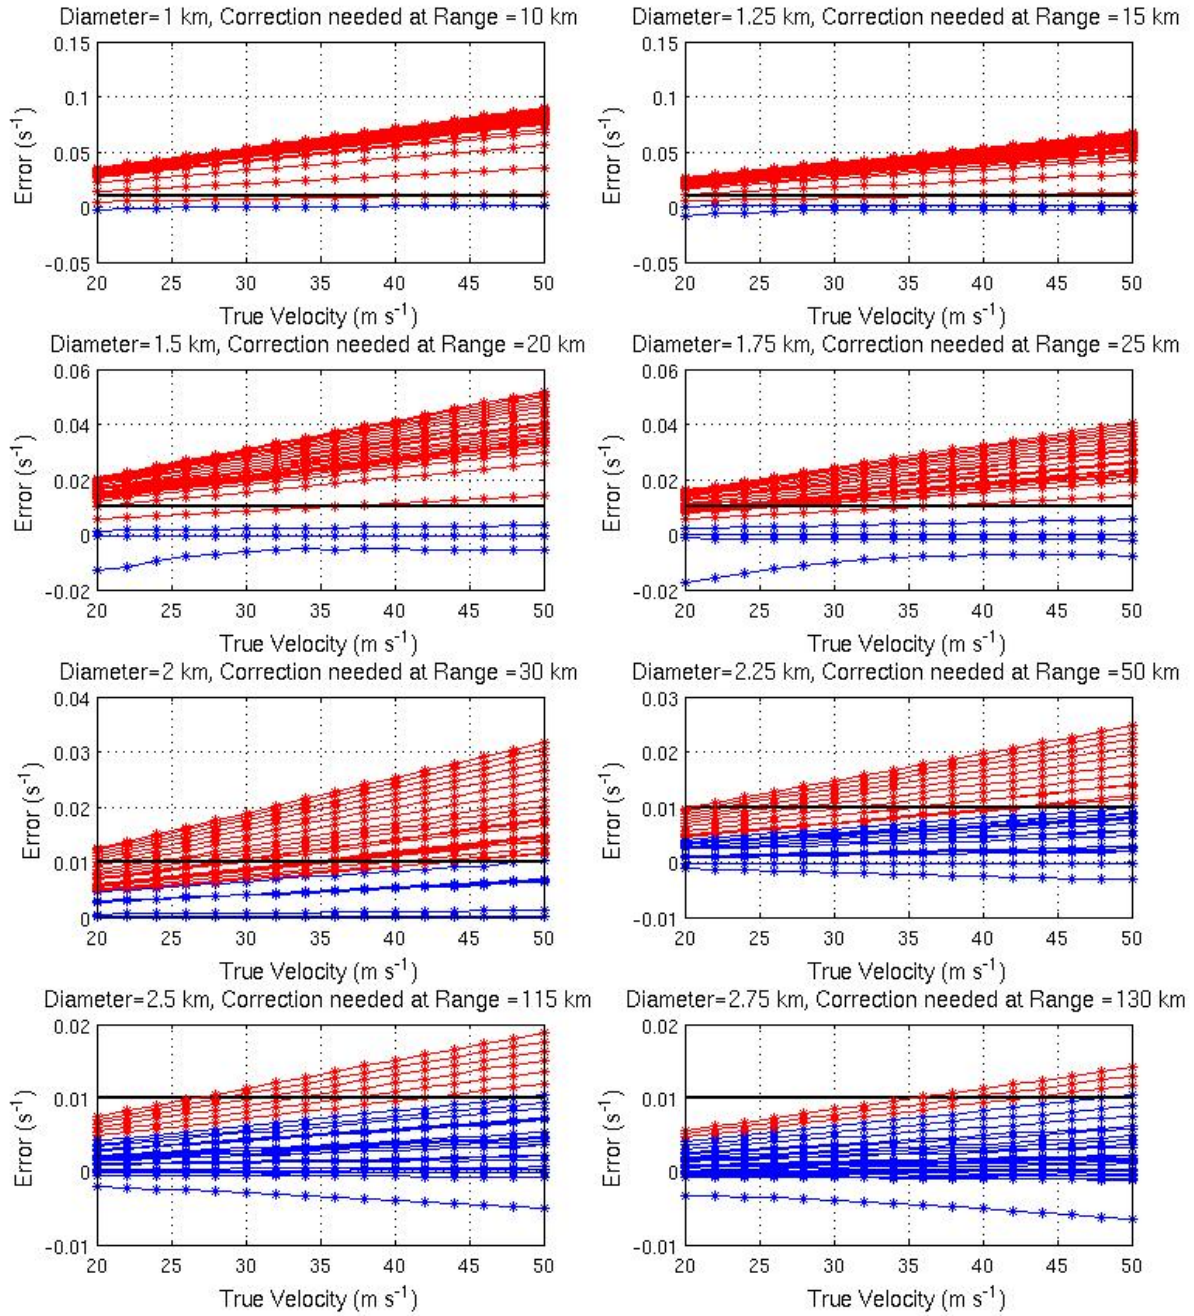 Diameter=1 km, Correction needed at Range =10 km
0.15
0.1
0.05
0
-0.05
Error (s⁻¹)
20 25 30 35 40 45 50
True Velocity (m s⁻¹)
Diameter=1.25 km, Correction needed at Range =15 km
0.15
0.1
0.05
0
-0.05
Error (s⁻¹)
20 25 30 35 40 45 50
True Velocity (m s⁻¹)
Diameter=1.5 km, Correction needed at Range =20 km
0.06
0.04
0.02
0
-0.02
Error (s⁻¹)
20 25 30 35 40 45 50
True Velocity (m s⁻¹)
Diameter=1.75 km, Correction needed at Range =25 km
0.06
0.04
0.02
0
-0.02
Error (s⁻¹)
20 25 30 35 40 45 50
True Velocity (m s⁻¹)
Diameter=2 km, Correction needed at Range =30 km
0.04
0.03
0.02
0.01
0
Error (s⁻¹)
20 25 30 35 40 45 50
True Velocity (m s⁻¹)
Diameter=2.25 km, Correction needed at Range =50 km
0.03
0.02
0.01
0
-0.01
Error (s⁻¹)
20 25 30 35 40 45 50
True Velocity (m s⁻¹)
Diameter=2.5 km, Correction needed at Range =115 km
0.02
0.01
0
-0.01
Error (s⁻¹)
20 25 30 35 40 45 50
True Velocity (m s⁻¹)
Diameter=2.75 km, Correction needed at Range =130 km
0.02
0.01
0
-0.01
Error (s⁻¹)
20 25 30 35 40 45 50
True Velocity (m s⁻¹)